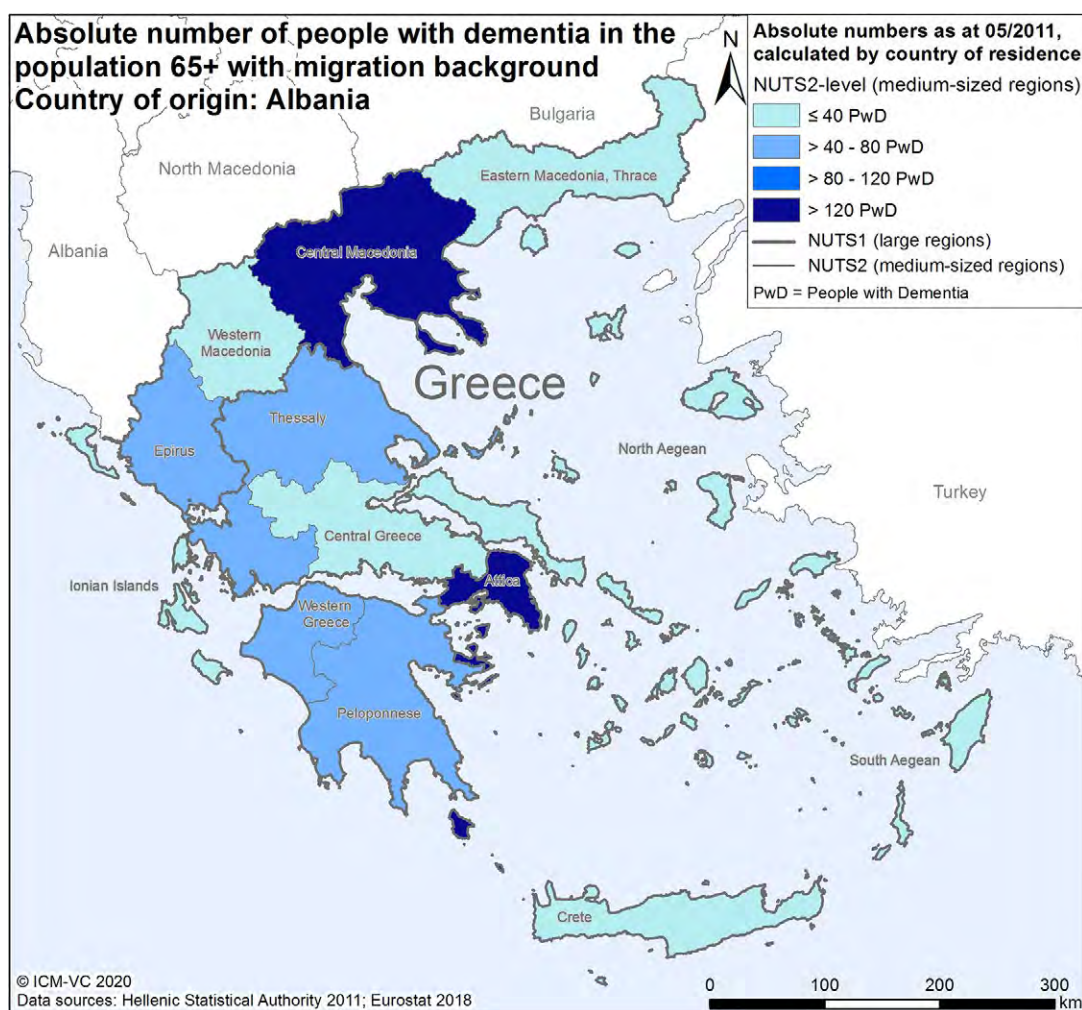 Absolute number of people with dementia in the
population 65+ with migration background
Country of origin: Albania
N
Absolute numbers as at 05/2011,
calculated by country of residence
NUTS2-level (medium-sized regions)
≤ 40 PwD
> 40 - 80 PwD
> 80 - 120 PwD
> 120 PwD
NUTS1 (large regions)
NUTS2 (medium-sized regions)
PwD = People with Dementia
Bulgaria
North Macedonia
Eastern Macedonia, Thrace
Albania
Central Macedonia
Western
Macedonia
Greece
Thessaly
Epirus
North Aegean
Turkey
Central Greece
Attica
Ionian Islands
Western
Greece
Peloponnese
South Aegean
Crete
© ICM-VC 2020
Data sources: Hellenic Statistical Authority 2011; Eurostat 2018
0 100 200 300
km